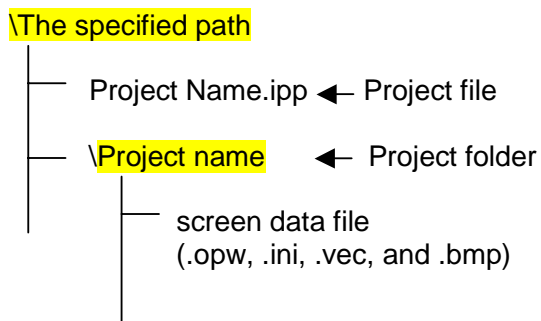 \The specified path
Project Name.ipp Project file
\Project name Project folder
screen data file
(.opw, .ini, .vec, and .bmp)